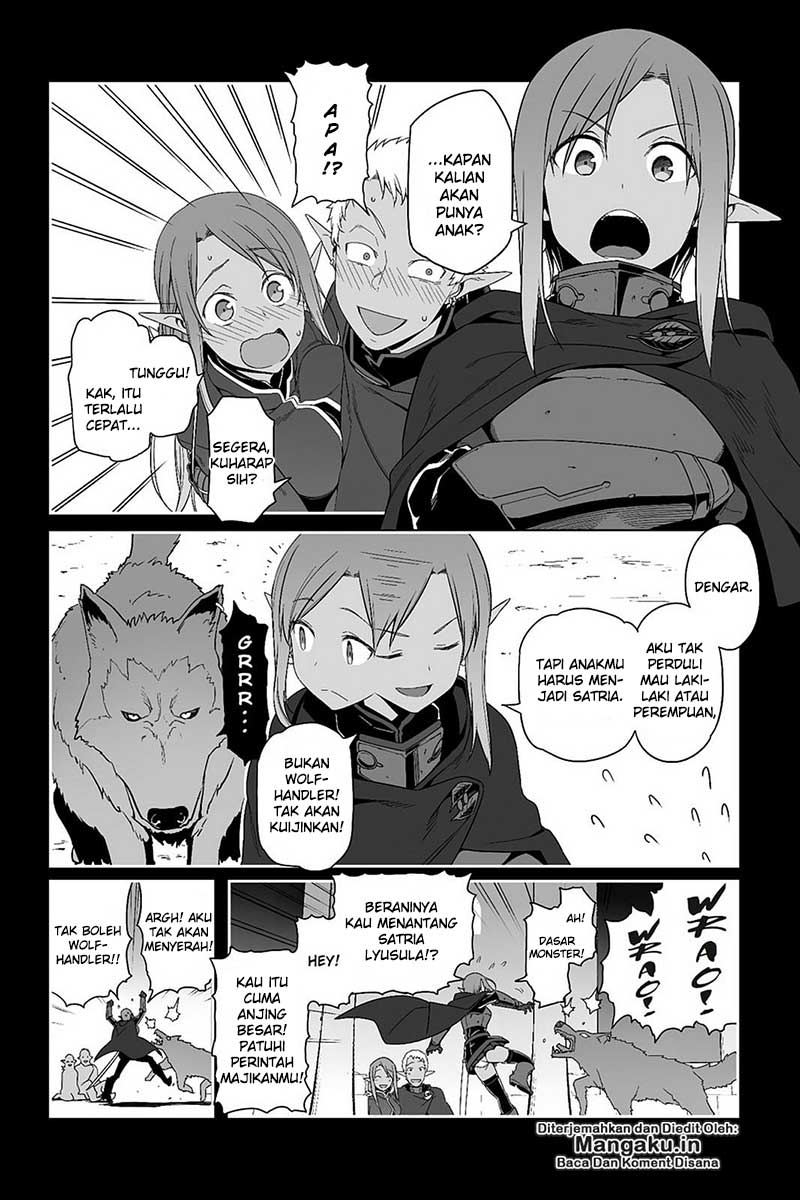 ...KAPAN
KALIAN
AKAN
PUNYA
ANAK?
APA!?
TUNGGU!
KAK, ITU
TERLALU
CEPAT...
SEGERA,
KUHARAP
SIH?
DENGAR.
AKU TAK
PERDULI
MAU LAKI-
LAKI ATAU
PEREMPUAN,
TAPI ANAKMU
HARUS MEN-
JADI SATRIA.
BUKAN
WOLF-
HANDLER!
TAK AKAN
KUIJINKAN!
GRRR...
WRAO!
WRAO!
AH!
DASAR
MONSTER!
BERANINYA
KAU MENANTANG
SATRIA
LYUSULA!?
HEY!
KAU ITU
CUMA
ANJING
BESAR!
PATUHI
PERINTAH
MAJIKANMU!
ARGH! AKU
TAK AKAN
MENYERAH!
TAK BOLEH
WOLF-
HANDLER!!
Diterjemahkan dan Diedit Oleh:
Mangaku.in
Baca Dan Koment Disana